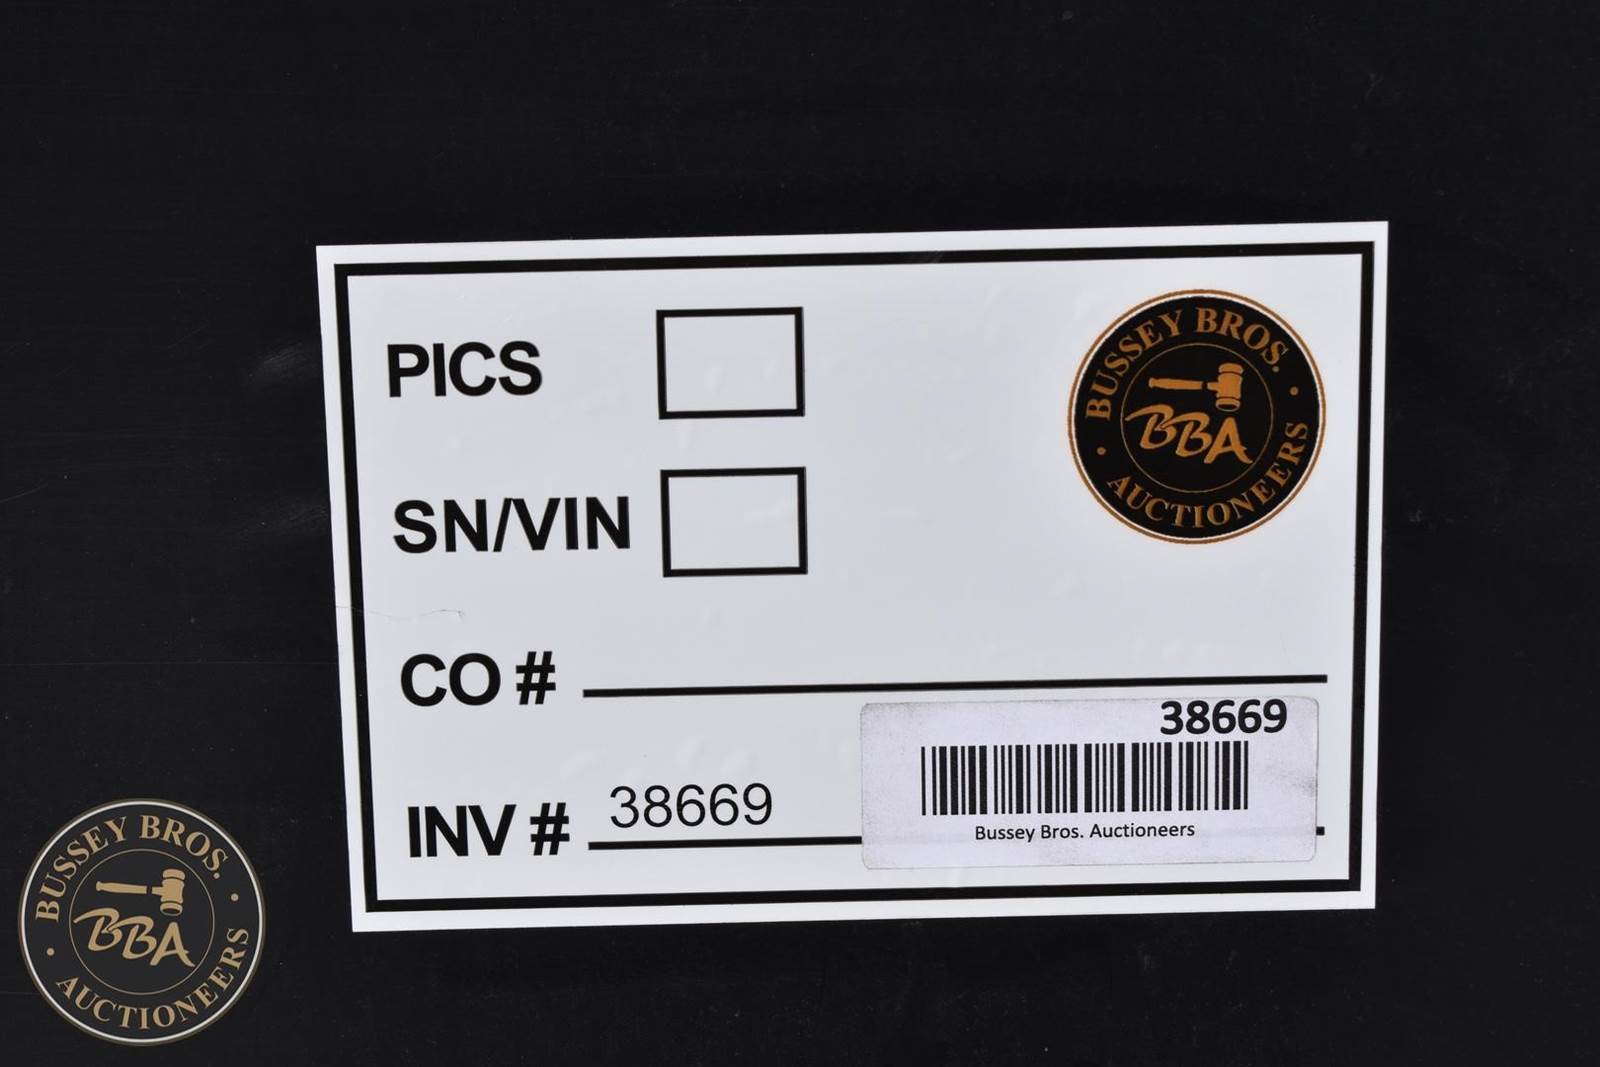 PICS
BUSSEY BROS.
BBA
AUCTIONEERS
SN/VIN
CO #
38669
INV # 38669
Bussey Bros. Auctioneers
BUSSEY BROS.
BBA
AUCTIONEERS